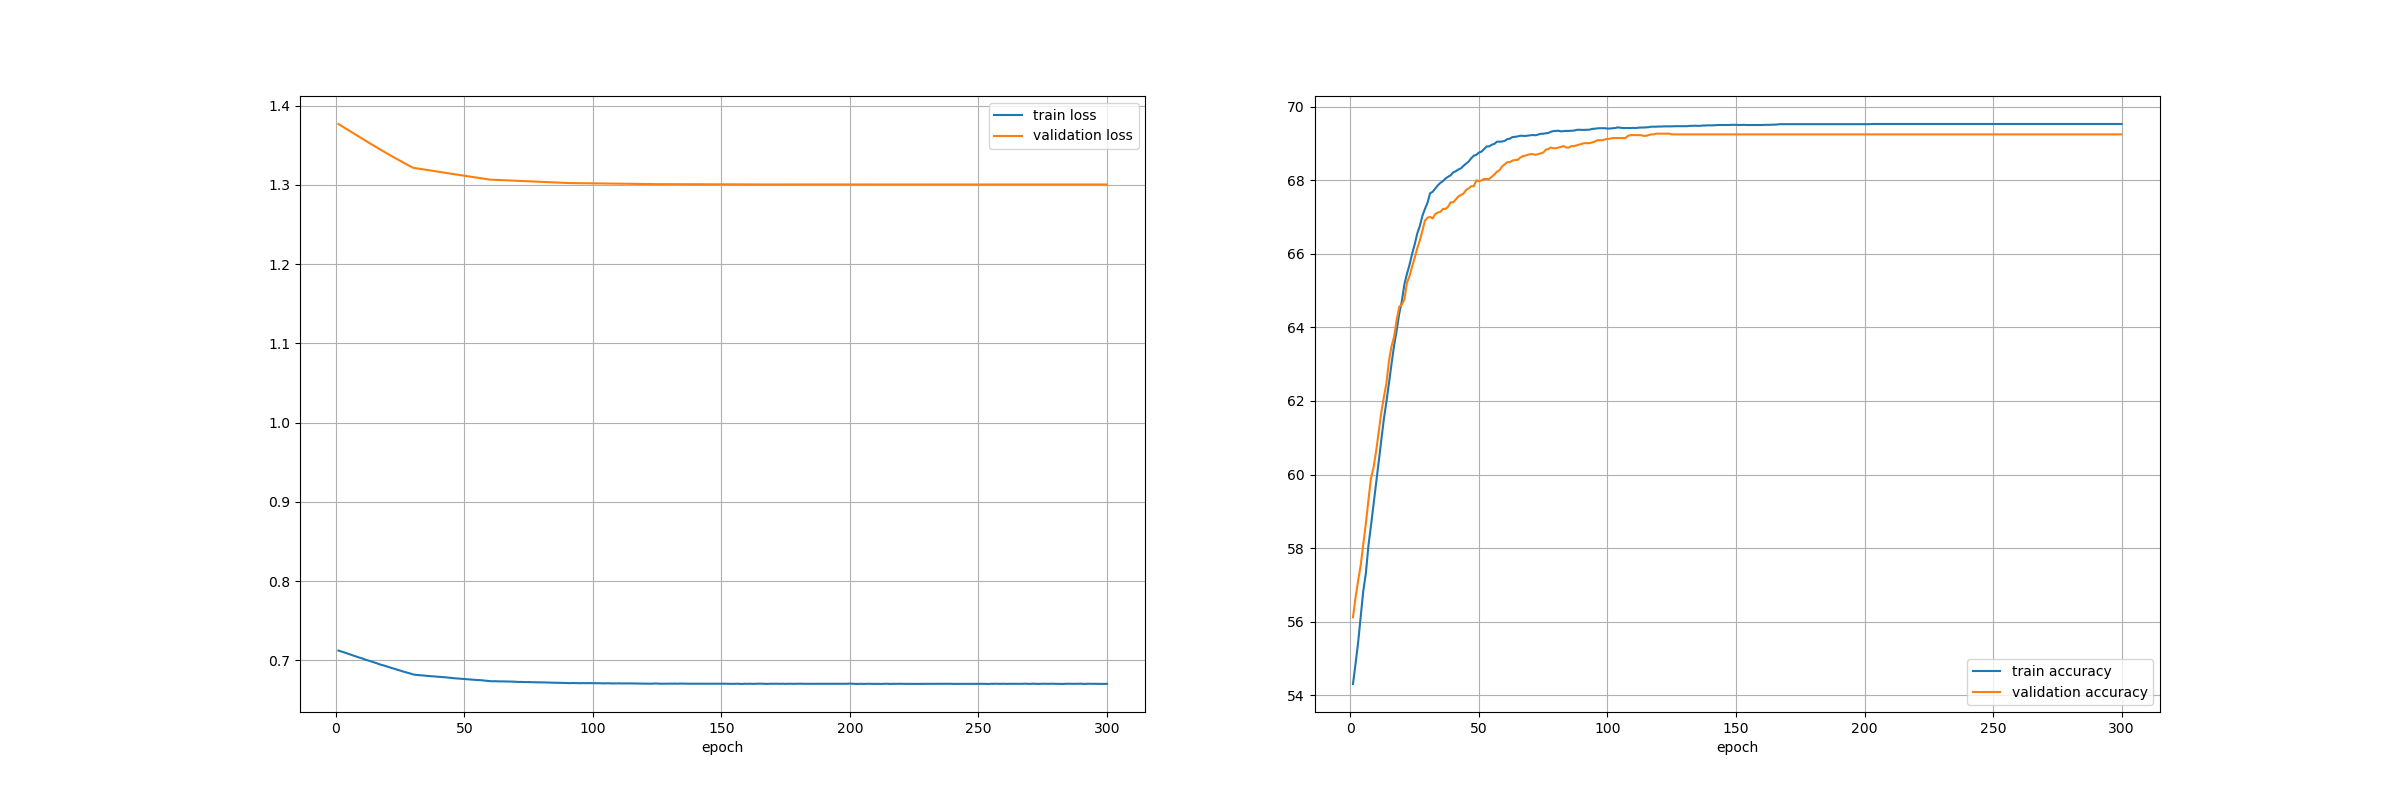 1.4
1.3
1.2
1.1
1.0
0.9
0.8
0.7
0 50 100 150 200 250 300
epoch
train loss
validation loss
70
68
66
64
62
60
58
56
54
0 50 100 150 200 250 300
epoch
train accuracy
validation accuracy